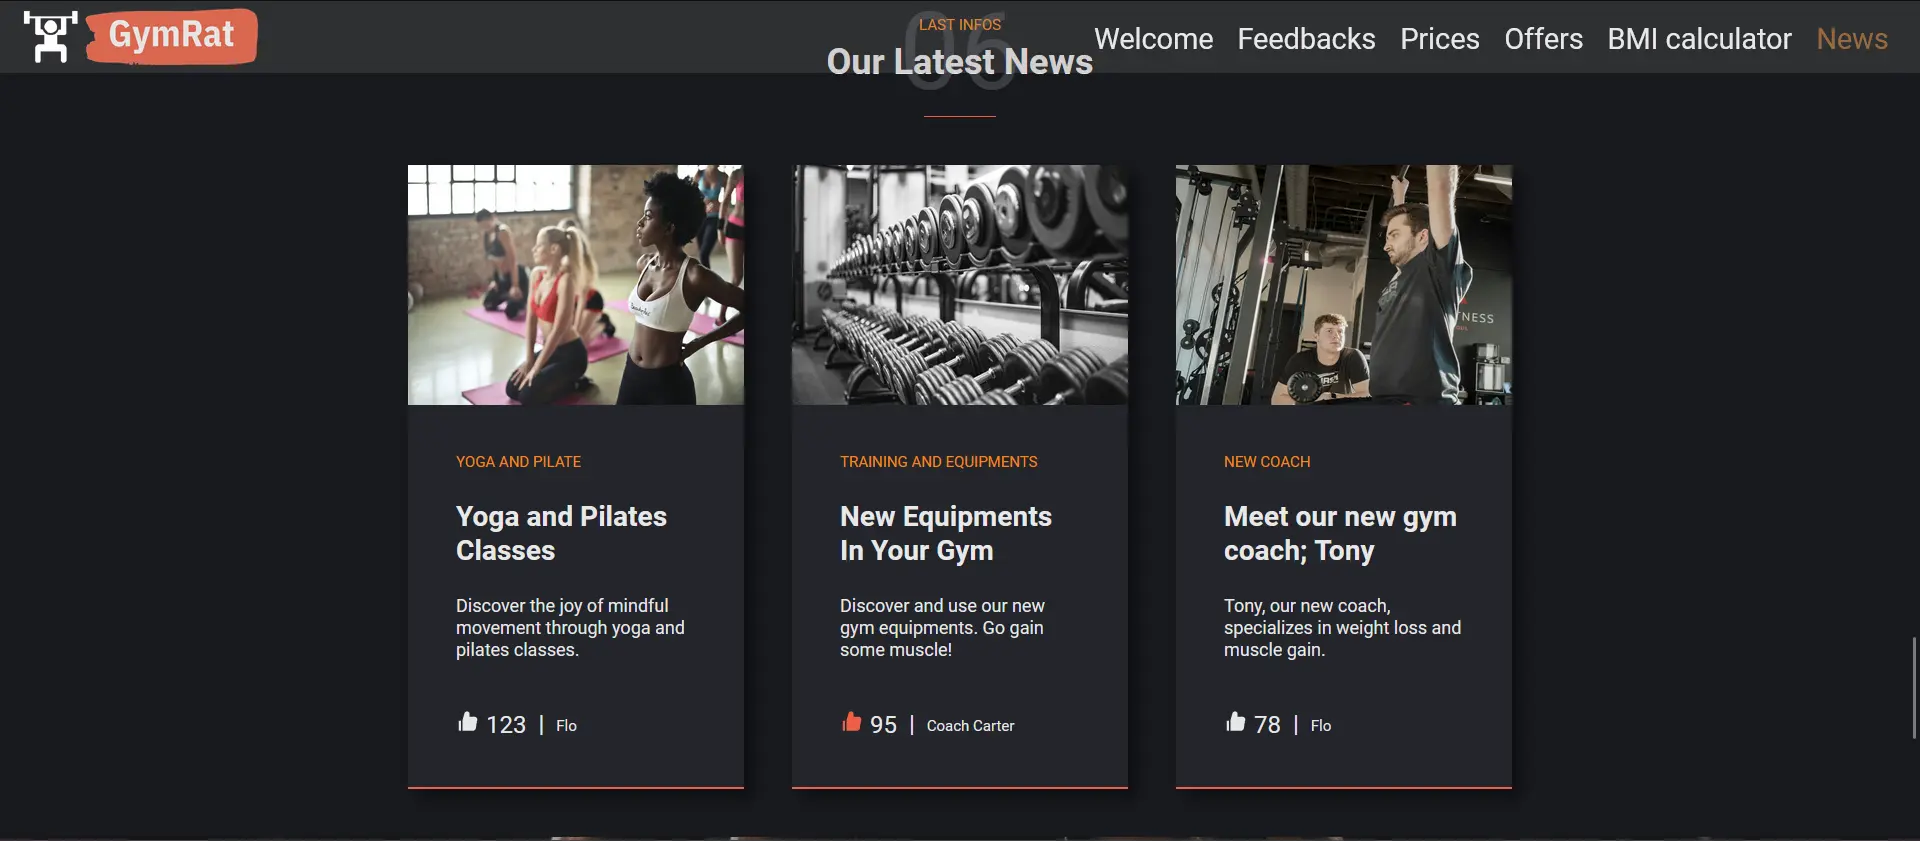 GymRat
LAST INFOS
06
Our Latest News
Welcome Feedbacks Prices Offers BMI calculator News
YOGA AND PILATE
Yoga and Pilates
Classes
Discover the joy of mindful
movement through yoga and
pilates classes.
123 | Flo
TRAINING AND EQUIPMENTS
New Equipments
In Your Gym
Discover and use our new
gym equipments. Go gain
some muscle!
95 | Coach Carter
TNESS
NEW COACH
Meet our new gym
coach; Tony
Tony, our new coach,
specializes in weight loss and
muscle gain.
78 | Flo